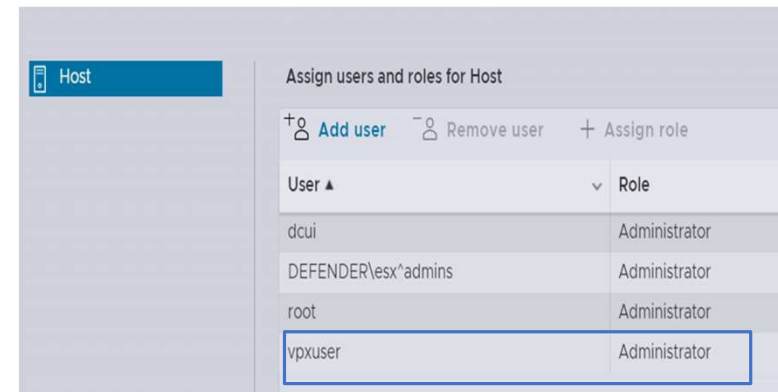 Host
Assign users and roles for Host
Add user Remove user + Assign role
User ▲ Role
dcui Administrator
DEFENDER\esx^admins Administrator
root Administrator
vpxuser Administrator